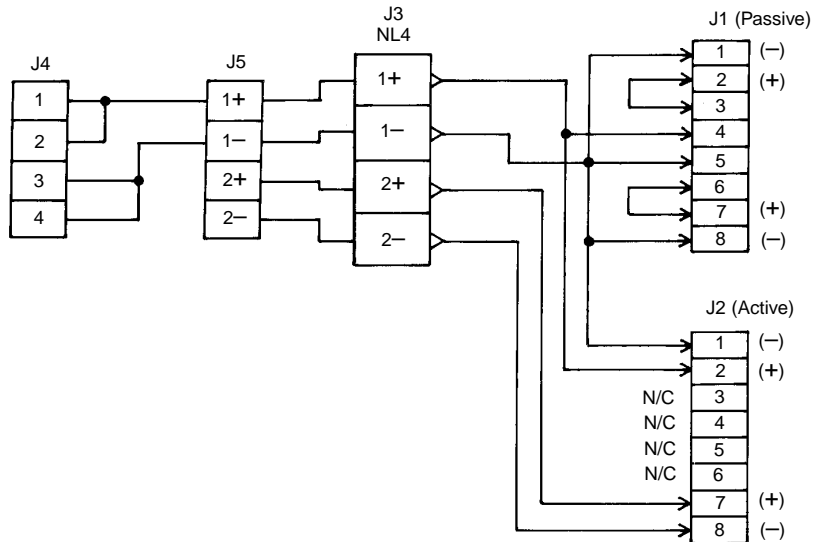 J4
1
2
3
4
J5
1+
1−
2+
2−
J3
NL4
1+
1−
2+
2−
J1 (Passive)
1 (−)
2 (+)
3
4
5
6
7 (+)
8 (−)
J2 (Active)
1 (−)
2 (+)
N/C 3
N/C 4
N/C 5
N/C 6
7 (+)
8 (−)